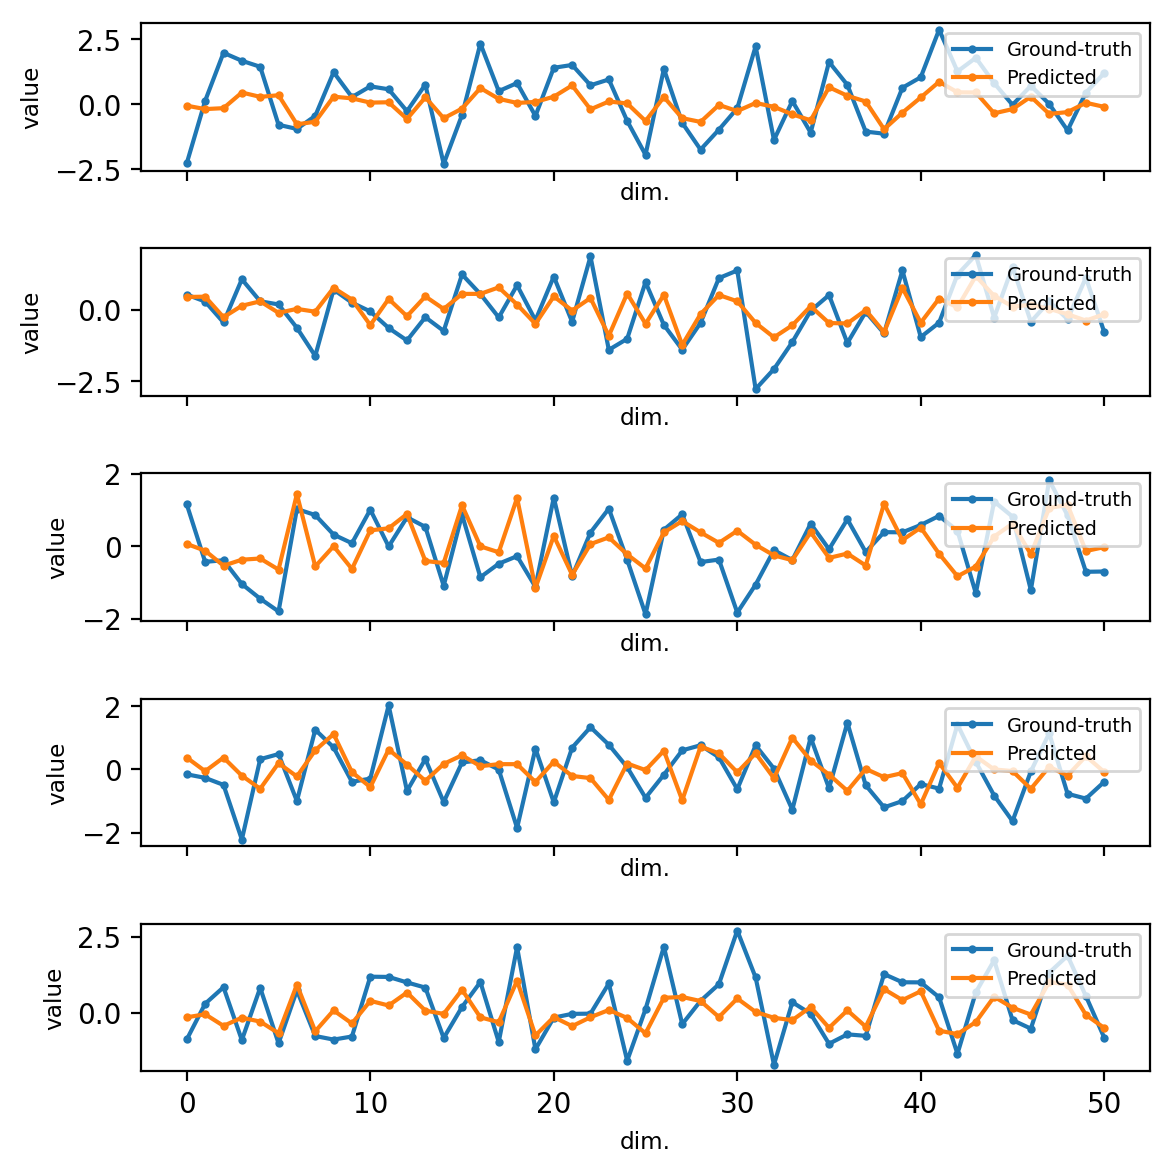 2.5
0.0
−2.5
value
Ground-truth
Predicted
dim.
0.0
−2.5
value
Ground-truth
Predicted
dim.
2
0
−2
value
Ground-truth
Predicted
dim.
2
0
−2
value
Ground-truth
Predicted
dim.
2.5
0.0
value
Ground-truth
Predicted
0 10 20 30 40 50
dim.